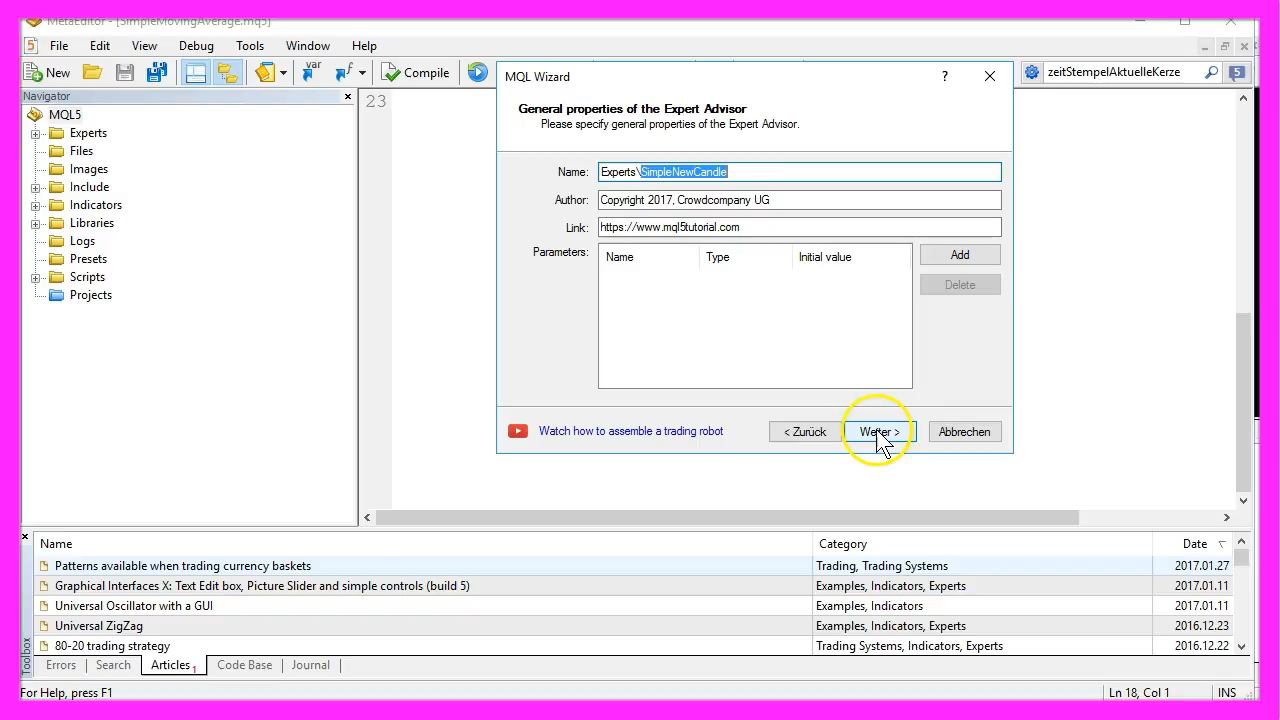 MetaEditor - [SimpleMovingAverage.mq5]
File Edit View Debug Tools Window Help
New var Compile zeitStempelAktuelleKerze 5
Navigator
MQL5
Experts
Files
Images
Include
Indicators
Libraries
Logs
Presets
Scripts
Projects
23
MQL Wizard ?
General properties of the Expert Advisor
Please specify general properties of the Expert Advisor.
Name: Experts\SimpleNewCandle
Author: Copyright 2017, Crowdcompany UG
Link: https://www.mql5tutorial.com
Parameters: Name Type Initial value Add
Delete
Watch how to assemble a trading robot < Zurück Weiter > Abbrechen
Name Category Date
Patterns available when trading currency baskets Trading, Trading Systems 2017.01.27
Graphical Interfaces X: Text Edit box, Picture Slider and simple controls (build 5) Examples, Indicators, Experts 2017.01.11
Universal Oscillator with a GUI Examples, Indicators 2017.01.11
Universal ZigZag Examples, Indicators, Experts 2016.12.23
80-20 trading strategy Trading Systems, Indicators, Experts 2016.12.22
Toolbox
Errors Search Articles 1 Code Base Journal
For Help, press F1 Ln 18, Col 1 INS